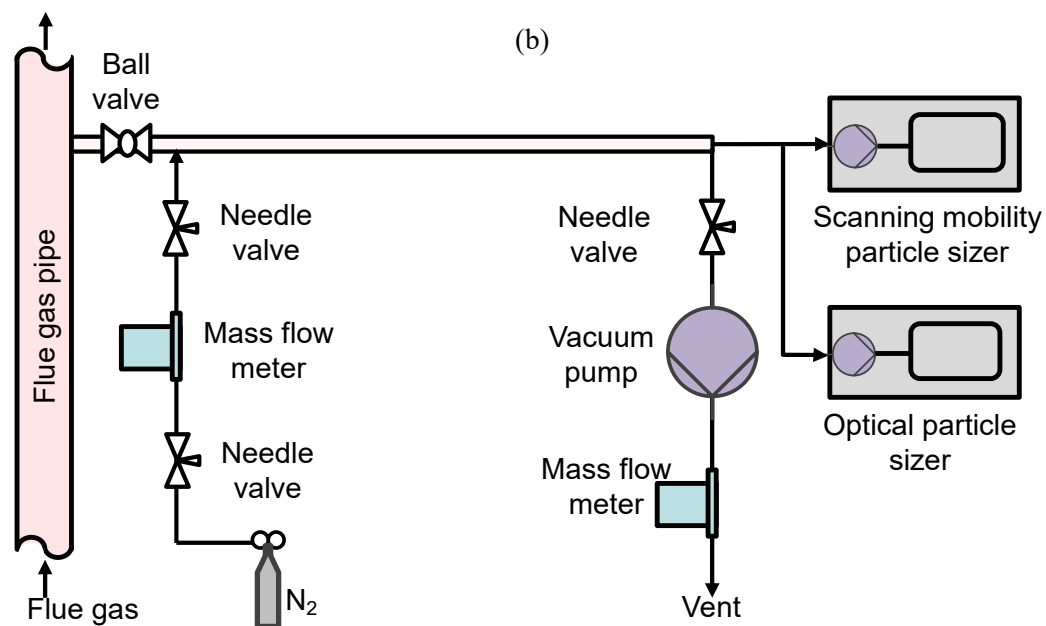 (b)
Ball
valve
Flue gas pipe
Needle
valve
Needle
valve
Scanning mobility
particle sizer
Mass flow
meter
Vacuum
pump
Optical particle
sizer
Needle
valve
Mass flow
meter
N₂
Flue gas
Vent